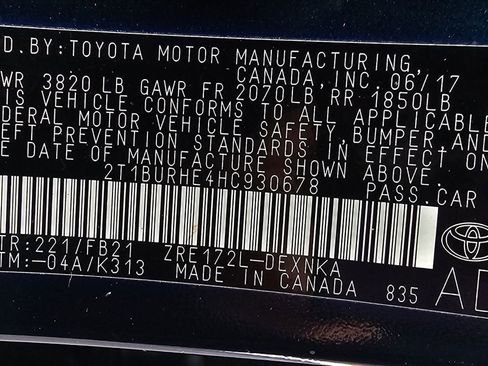 D. BY: TOYOTA MOTOR MANUFACTURING,
CANADA, INC. 06/17
WR 3820 LB GAWR FR 2070LB RR 1850LB
IS VEHICLE CONFORMS TO ALL APPLICABLE
DERAL MOTOR VEHICLE SAFETY, BUMPER, AND
EFT PREVENTION STANDARDS IN EFFECT ON
E DATE OF MANUFACTURE SHOWN ABOVE.
2T1BURHE4HC930678 PASS. CAR
TR:221/FB21 ZRE172L-DEXNKA
TM:-04A/K313 MADE IN CANADA 835 A